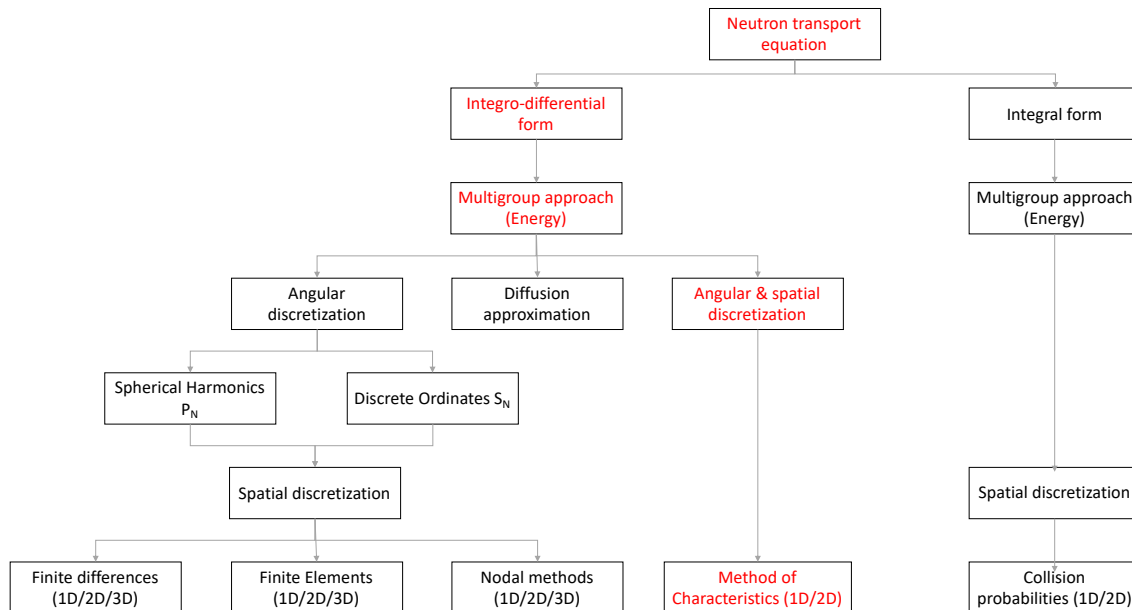 Neutron transport
equation
Integro-differential
form
Integral form
Multigroup approach
(Energy)
Multigroup approach
(Energy)
Angular
discretization
Diffusion
approximation
Angular & spatial
discretization
Spherical Harmonics
P_N
Discrete Ordinates S_N
Spatial discretization
Spatial discretization
Finite differences
(1D/2D/3D)
Finite Elements
(1D/2D/3D)
Nodal methods
(1D/2D/3D)
Method of
Characteristics (1D/2D)
Collision
probabilities (1D/2D)